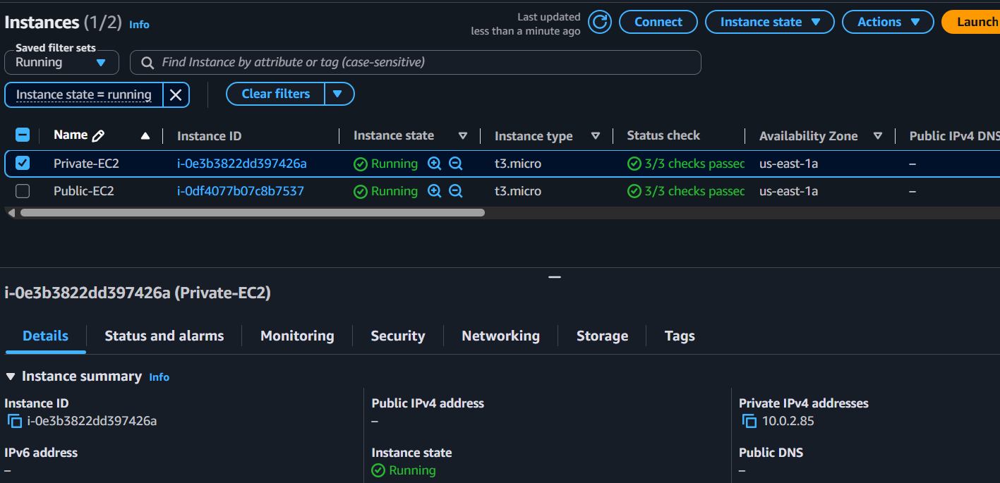 Instances (1/2) Info
Last updated
less than a minute ago
Connect
Instance state
Actions
Launch
Saved filter sets
Running
Find Instance by attribute or tag (case-sensitive)
Instance state = running
Clear filters
Name Instance ID Instance state Instance type Status check Availability Zone Public IPv4 DNS
Private-EC2 i-0e3b3822dd397426a Running t3.micro 3/3 checks passec us-east-1a –
Public-EC2 i-0df4077b07c8b7537 Running t3.micro 3/3 checks passec us-east-1a –
i-0e3b3822dd397426a (Private-EC2)
Details Status and alarms Monitoring Security Networking Storage Tags
Instance summary Info
Instance ID
i-0e3b3822dd397426a
Public IPv4 address
–
Private IPv4 addresses
10.0.2.85
IPv6 address
–
Instance state
Running
Public DNS
–